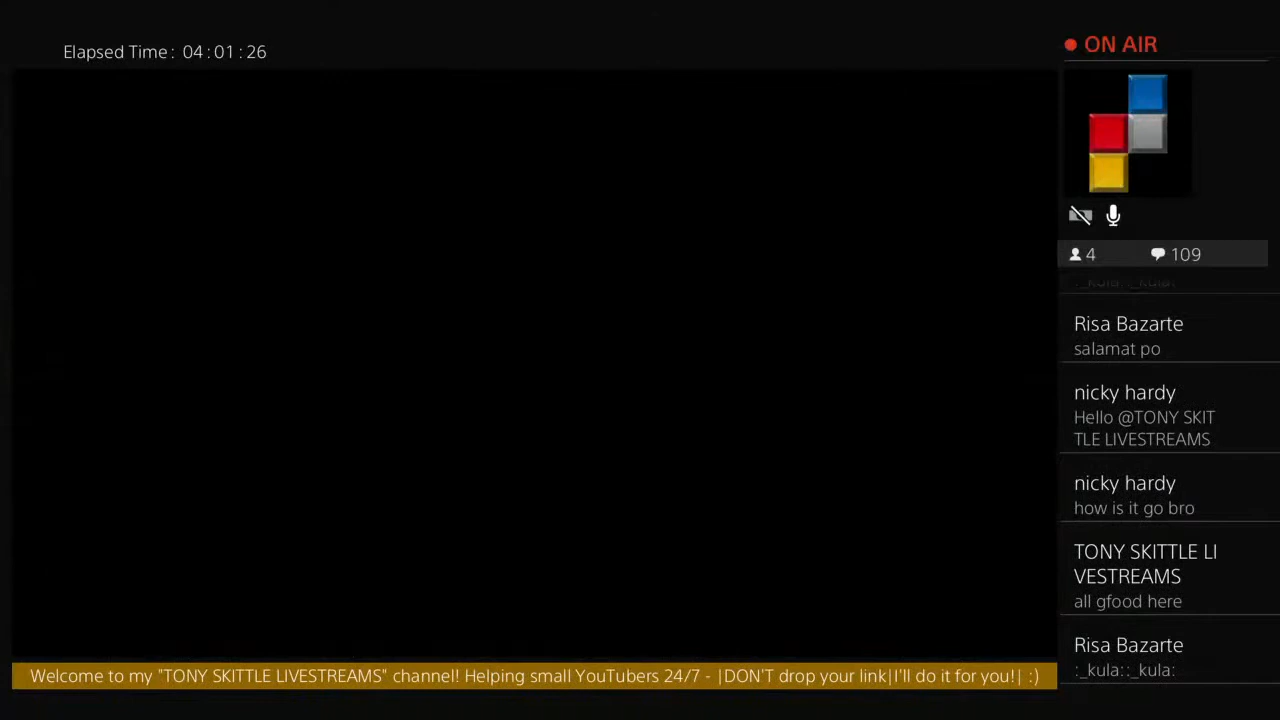 Elapsed Time: 04:01:26
ON AIR
4 109
:_kula::_kula:
Risa Bazarte
salamat po
nicky hardy
Hello @TONY SKIT
TLE LIVESTREAMS
nicky hardy
how is it go bro
TONY SKITTLE LI
VESTREAMS
all gfood here
Risa Bazarte
:_kula::_kula:
Welcome to my "TONY SKITTLE LIVESTREAMS" channel! Helping small YouTubers 24/7 - |DON'T drop your link|I'll do it for you!| :)